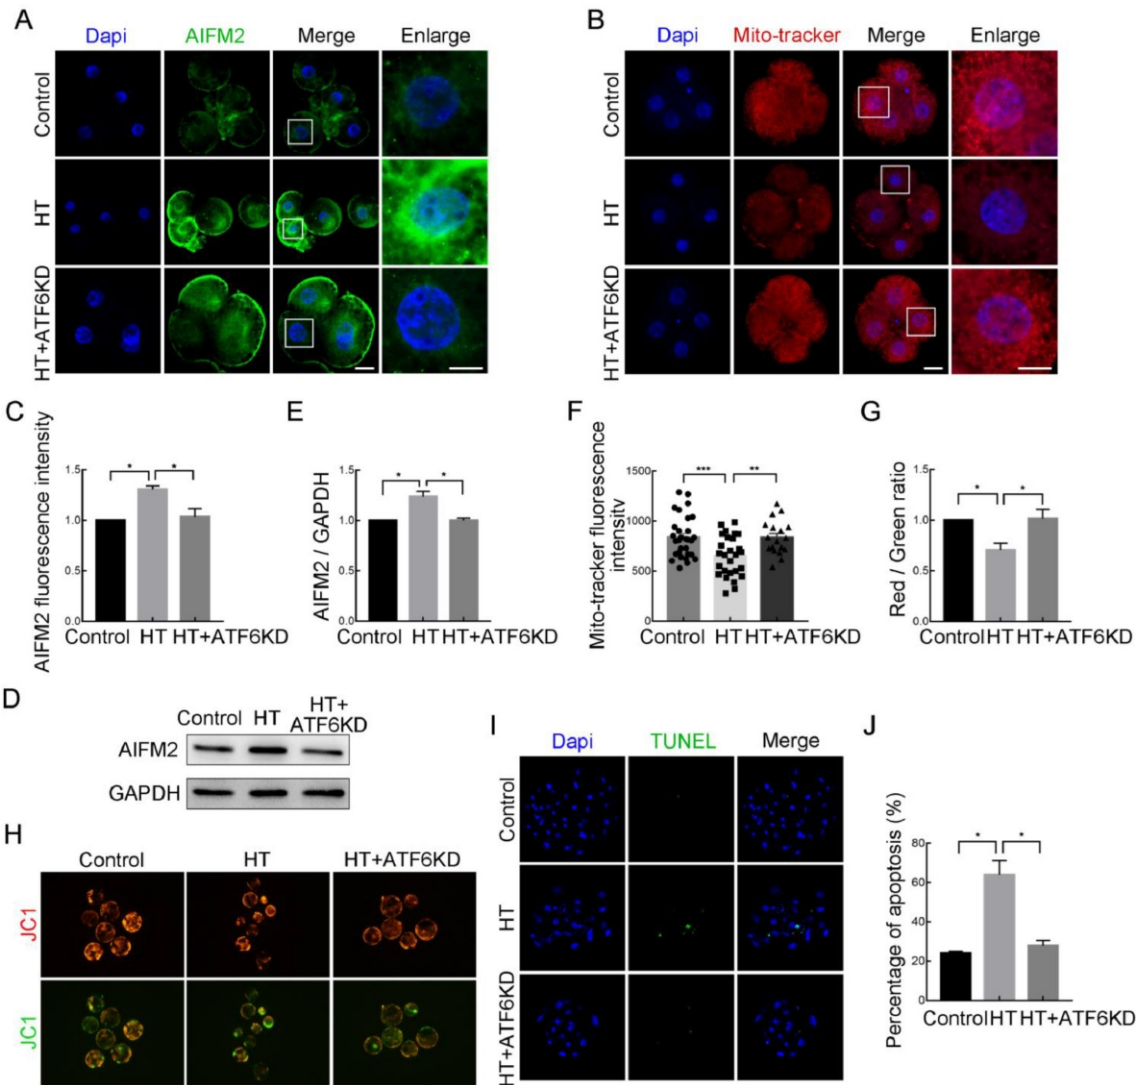 A
Dapi AIFM2 Merge Enlarge
Control
HT
HT+ATF6KD
B
Dapi Mito-tracker Merge Enlarge
Control
HT
HT+ATF6KD
C
AIFM2 fluorescence intensity
1.5
1.0
0.5
0.0
* *
Control HT HT+ATF6KD
E
AIFM2 / GAPDH
1.5
1.0
0.5
0.0
* *
Control HT HT+ATF6KD
F
Mito-tracker fluorescence
intensity
1500
1000
500
0
*** **
Control HT HT+ATF6KD
G
Red / Green ratio
1.5
1.0
0.5
0.0
* *
Control HT HT+ATF6KD
D
Control HT HT+
ATF6KD
AIFM2
GAPDH
H
Control HT HT+ATF6KD
JC1
JC1
I
Dapi TUNEL Merge
Control
HT
HT+ATF6KD
J
Percentage of apoptosis (%)
80
60
40
20
0
* *
Control HT HT+ATF6KD